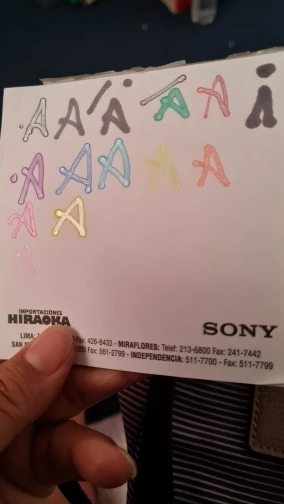 A A A A A
A A A A A
A A
A
IMPORTACIONES
HIRAOKA SONY
LIMA: Fax: 426-8433 - MIRAFLORES: Telef: 213-6800 Fax: 241-7442
SAN Fax: 561-2799 - INDEPENDENCIA: 511-7700 - Fax: 511-7799